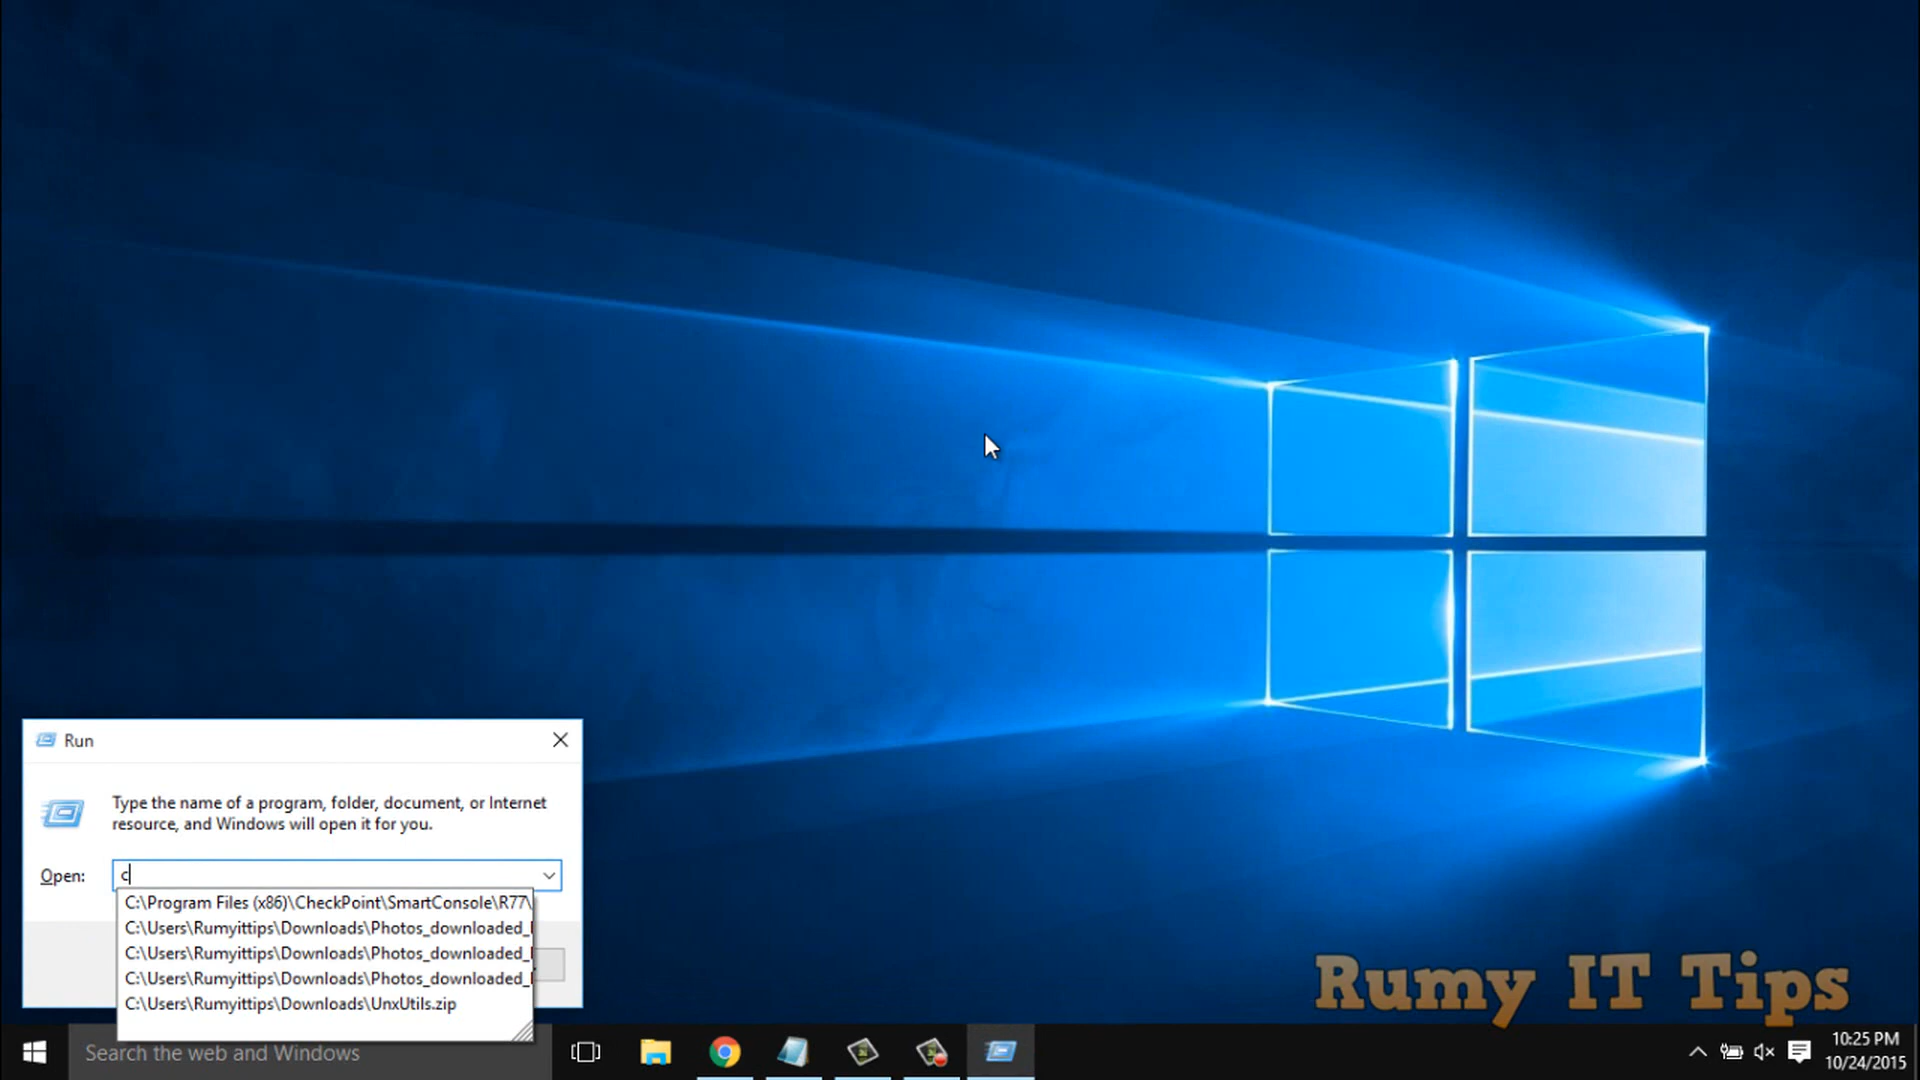 Run
Type the name of a program, folder, document, or Internet
resource, and Windows will open it for you.
Open:
c
C:\Program Files (x86)\CheckPoint\SmartConsole\R77\
C:\Users\Rumyittips\Downloads\Photos_downloaded_
C:\Users\Rumyittips\Downloads\Photos_downloaded_
C:\Users\Rumyittips\Downloads\Photos_downloaded_
C:\Users\Rumyittips\Downloads\UnxUtils.zip
Rumy IT Tips
Search the web and Windows
10:25 PM
10/24/2015